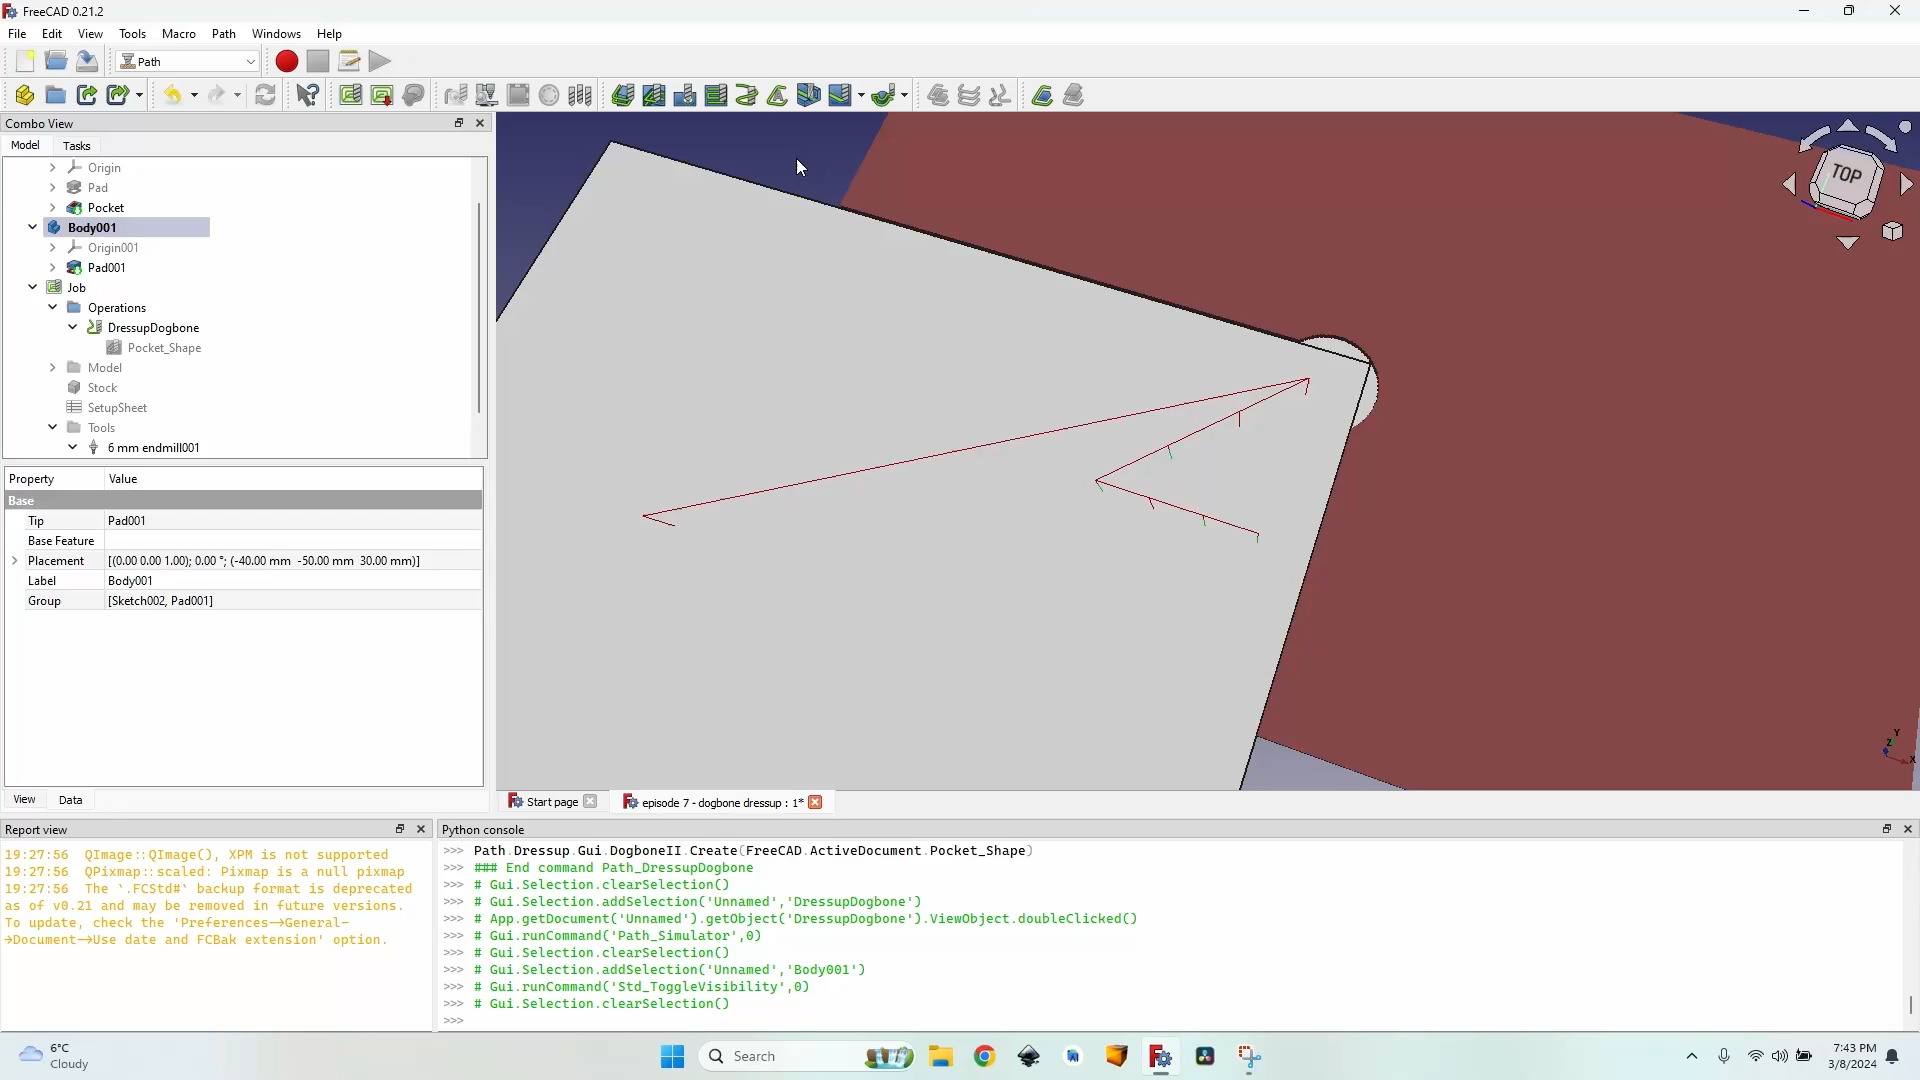 FreeCAD 0.21.2
File Edit View Tools Macro Path Windows Help
Path
Combo View
Model Tasks
Origin
Pad
Pocket
Body001
Origin001
Pad001
Job
Operations
DressupDogbone
Pocket_Shape
Model
Stock
SetupSheet
Tools
6 mm endmill001
Property Value
Base
Tip Pad001
Base Feature
Placement [(0.00 0.00 1.00); 0.00 °; (-40.00 mm -50.00 mm 30.00 mm)]
Label Body001
Group [Sketch002, Pad001]
View Data
TOP
Y
Z
X
Start page
episode 7 - dogbone dressup : 1*
Report view
19:27:56 QImage::QImage(), XPM is not supported
19:27:56 QPixmap::scaled: Pixmap is a null pixmap
19:27:56 The `.FCStd#` backup format is deprecated
as of v0.21 and may be removed in future versions.
To update, check the 'Preferences→General-
→Document→Use date and FCBak extension' option.
Python console
>>> Path.Dressup.Gui.DogboneII.Create(FreeCAD.ActiveDocument.Pocket_Shape)
>>> ### End command Path_DressupDogbone
>>> # Gui.Selection.clearSelection()
>>> # Gui.Selection.addSelection('Unnamed','DressupDogbone')
>>> # App.getDocument('Unnamed').getObject('DressupDogbone').ViewObject.doubleClicked()
>>> # Gui.runCommand('Path_Simulator',0)
>>> # Gui.Selection.clearSelection()
>>> # Gui.Selection.addSelection('Unnamed','Body001')
>>> # Gui.runCommand('Std_ToggleVisibility',0)
>>> # Gui.Selection.clearSelection()
>>>
6°C
Cloudy
Search
7:43 PM
3/8/2024